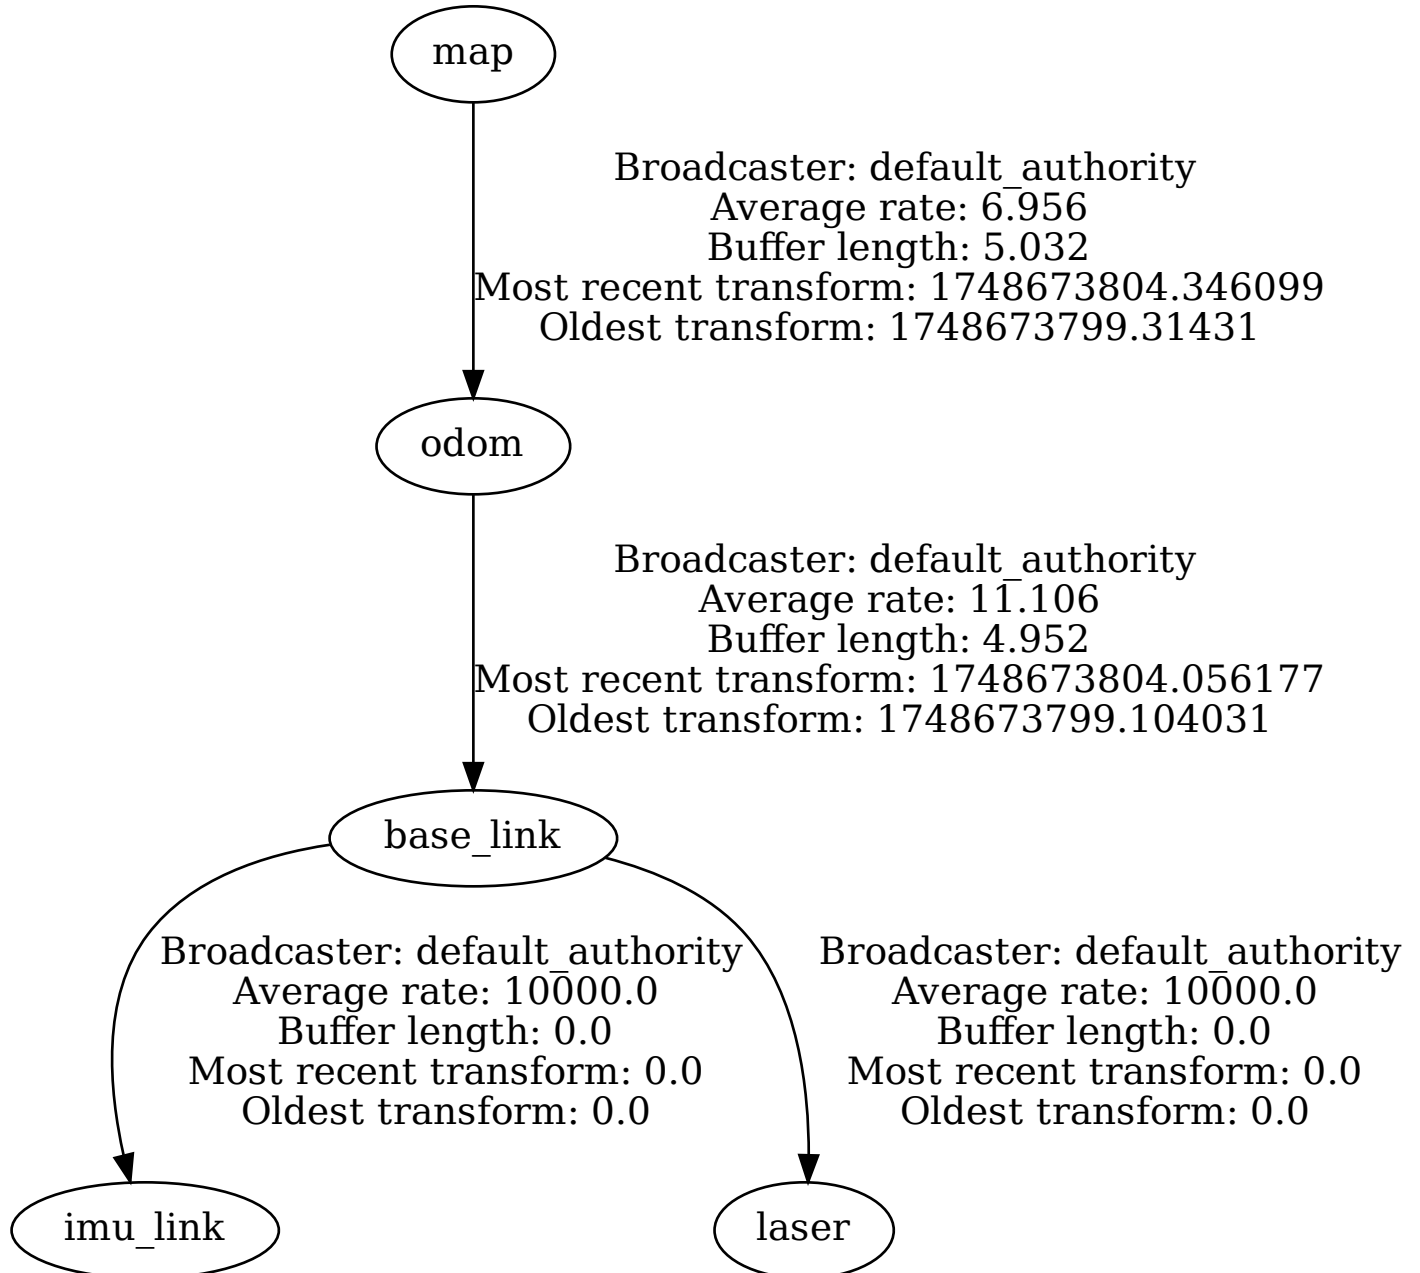 map
Broadcaster: default_authority
Average rate: 6.956
Buffer length: 5.032
Most recent transform: 1748673804.346099
Oldest transform: 1748673799.31431
odom
Broadcaster: default_authority
Average rate: 11.106
Buffer length: 4.952
Most recent transform: 1748673804.056177
Oldest transform: 1748673799.104031
base_link
Broadcaster: default_authority
Average rate: 10000.0
Buffer length: 0.0
Most recent transform: 0.0
Oldest transform: 0.0
Broadcaster: default_authority
Average rate: 10000.0
Buffer length: 0.0
Most recent transform: 0.0
Oldest transform: 0.0
imu_link
laser